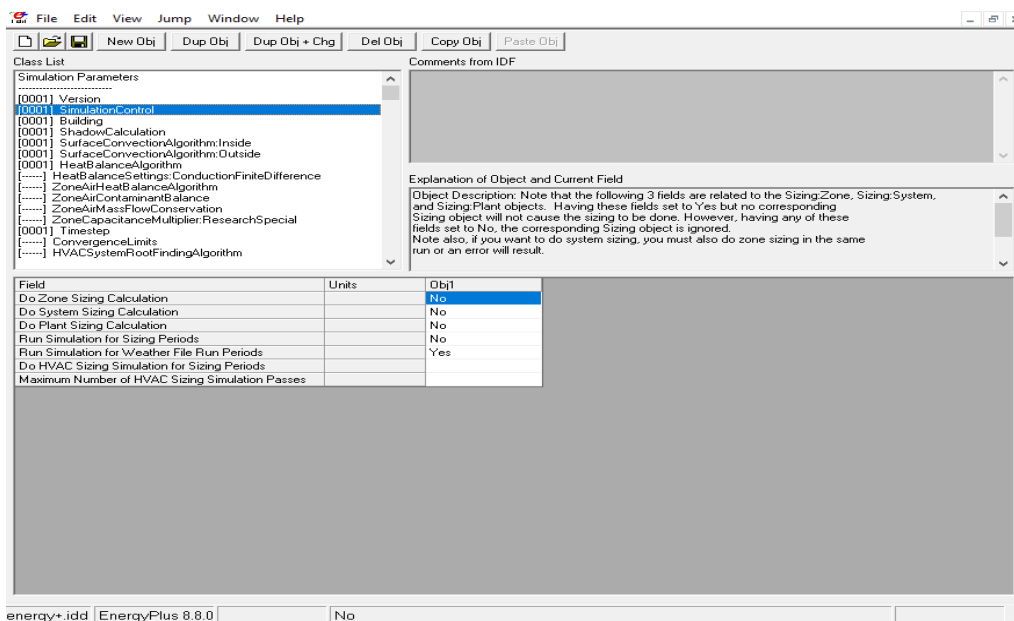 File Edit View Jump Window Help
New Obj Dup Obj Dup Obj + Chg Del Obj Copy Obj Paste Obj
Class List
Simulation Parameters
--------------------------
[0001] Version
[0001] SimulationControl
[0001] Building
[0001] ShadowCalculation
[0001] SurfaceConvectionAlgorithm:Inside
[0001] SurfaceConvectionAlgorithm:Outside
[0001] HeatBalanceAlgorithm
[------] HeatBalanceSettings:ConductionFiniteDifference
[------] ZoneAirHeatBalanceAlgorithm
[------] ZoneAirContaminantBalance
[------] ZoneAirMassFlowConservation
[------] ZoneCapacitanceMultiplier:ResearchSpecial
[0001] Timestep
[------] ConvergenceLimits
[------] HVACSystemRootFindingAlgorithm
Comments from IDF
Explanation of Object and Current Field
Object Description: Note that the following 3 fields are related to the Sizing:Zone, Sizing:System,
and Sizing:Plant objects. Having these fields set to Yes but no corresponding
Sizing object will not cause the sizing to be done. However, having any of these
fields set to No, the corresponding Sizing object is ignored.
Note also, if you want to do system sizing, you must also do zone sizing in the same
run or an error will result.
Field Units Obj1
Do Zone Sizing Calculation No
Do System Sizing Calculation No
Do Plant Sizing Calculation No
Run Simulation for Sizing Periods No
Run Simulation for Weather File Run Periods Yes
Do HVAC Sizing Simulation for Sizing Periods
Maximum Number of HVAC Sizing Simulation Passes
energy+.idd EnergyPlus 8.8.0 No